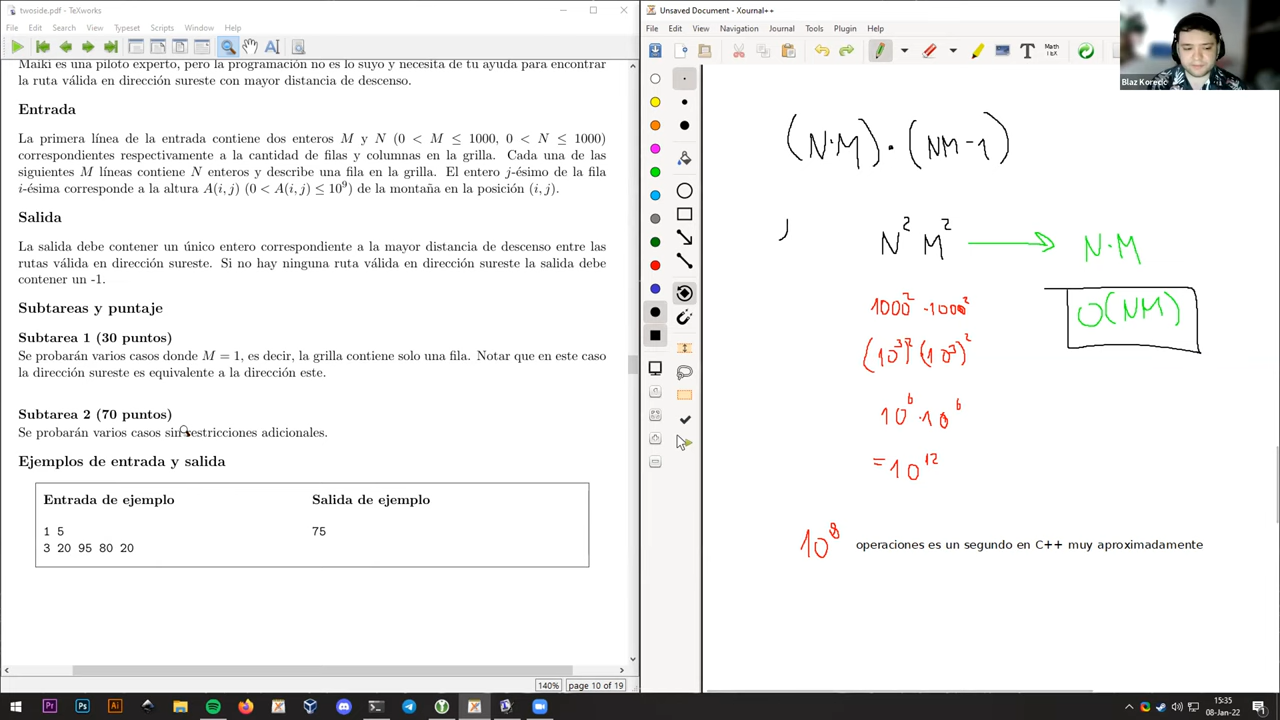 twoside.pdf - TeXworks
File Edit Search Format Typeset Scripts Window Help
Maiki es una piloto experto, pero la programación no es lo suyo y necesita de tu ayuda para encontrar
la ruta válida en dirección sureste con mayor distancia de descenso.
Entrada
La primera línea de la entrada contiene dos enteros M y N (0 < M ≤ 1000, 0 < N ≤ 1000)
correspondientes respectivamente a la cantidad de filas y columnas en la grilla. Cada una de las
siguientes M líneas contiene N enteros y describe una fila en la grilla. El entero j-ésimo de la fila
i-ésima corresponde a la altura A(i, j) (0 < A(i, j) ≤ 10⁹) de la montaña en la posición (i, j).
Salida
La salida debe contener un único entero correspondiente a la mayor distancia de descenso entre las
rutas válida en dirección sureste. Si no hay ninguna ruta válida en dirección sureste la salida debe
contener un -1.
Subtareas y puntaje
Subtarea 1 (30 puntos)
Se probarán varios casos donde M = 1, es decir, la grilla contiene solo una fila. Notar que en este caso
la dirección sureste es equivalente a la dirección este.
Subtarea 2 (70 puntos)
Se probarán varios casos sin restricciones adicionales.
Ejemplos de entrada y salida
Entrada de ejemplo Salida de ejemplo
1 5 75
3 20 95 80 20
140% page 10 of 19
Unsaved Document - Xournal++
File Edit View Navigation Journal Tools Plugin Help
(N·M) · (NM-1)
N² M² → N·M
1000² · 1000² O(NM)
(10³)² (10³)²
10⁶ · 10⁶
= 10¹²
10⁸ operaciones es un segundo en C++ muy aproximadamente
15:35
08-Jan-22